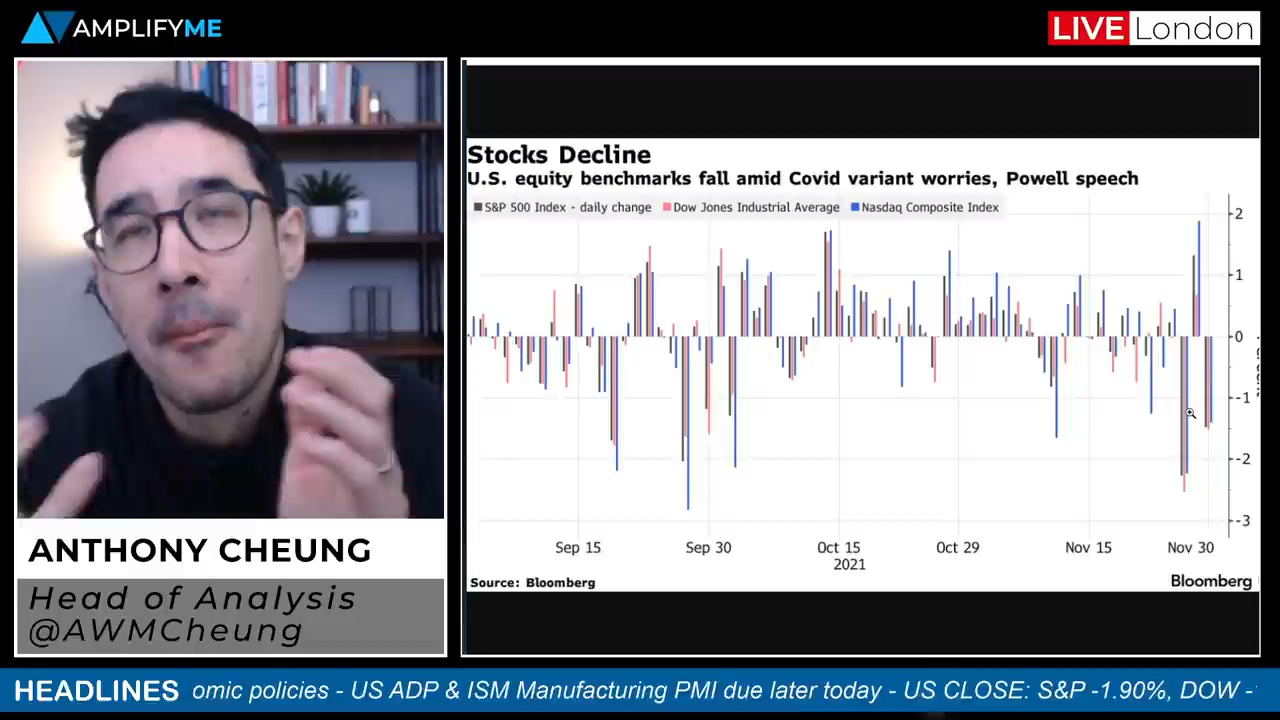 AMPLIFYME
LIVE London
Stocks Decline
U.S. equity benchmarks fall amid Covid variant worries, Powell speech
S&P 500 Index - daily change Dow Jones Industrial Average Nasdaq Composite Index
2
1
0
-1
-2
-3
Sep 15 Sep 30 Oct 15 Oct 29 Nov 15 Nov 30
2021
Source: Bloomberg Bloomberg
ANTHONY CHEUNG
Head of Analysis
@AWMCheung
HEADLINES omic policies - US ADP & ISM Manufacturing PMI due later today - US CLOSE: S&P -1.90%, DOW -